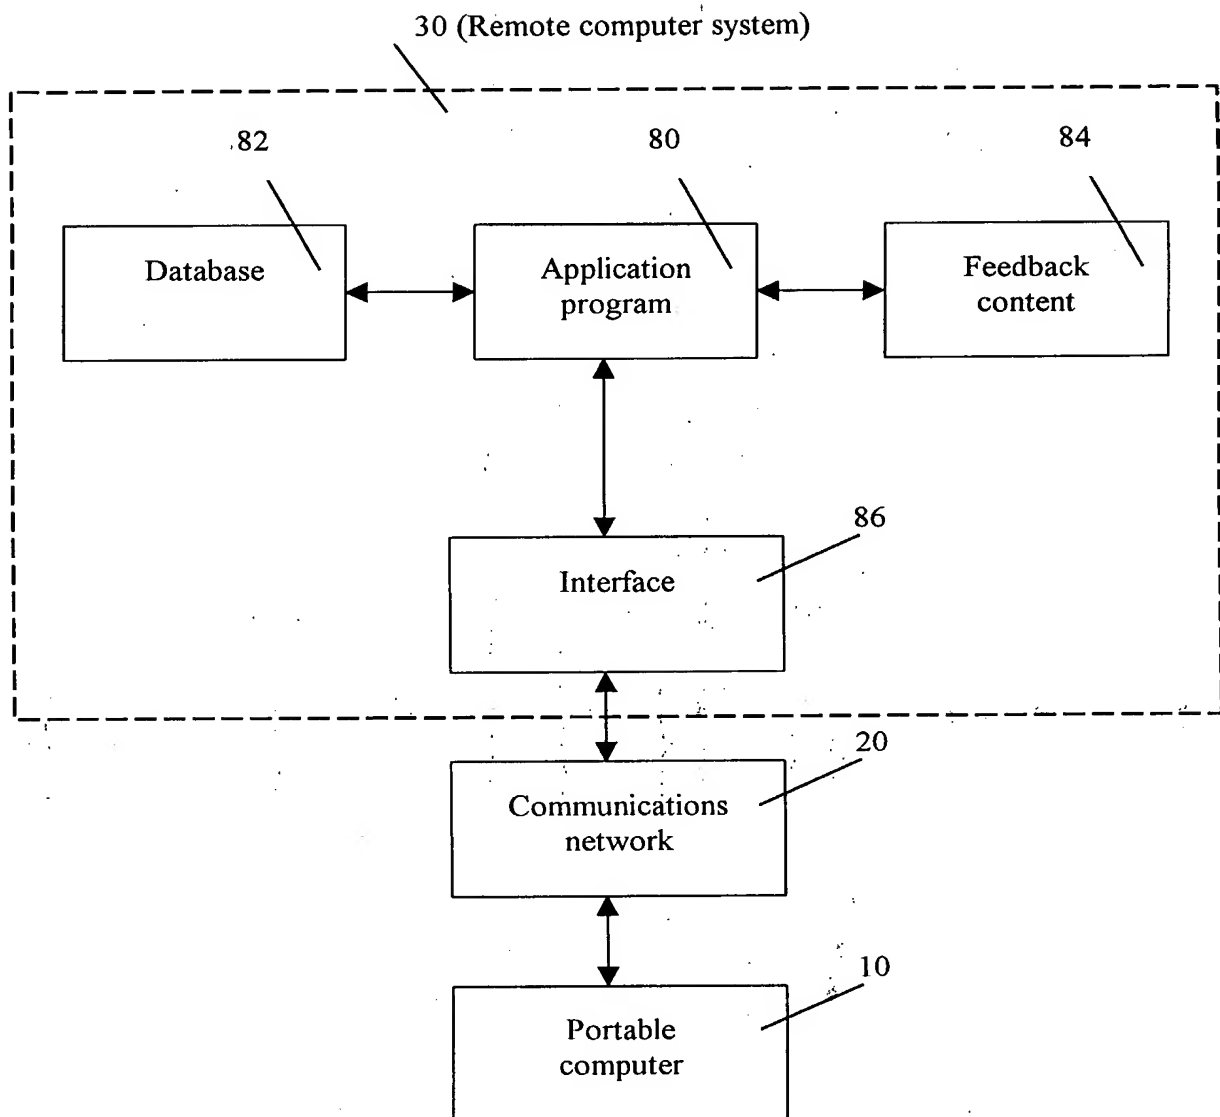 30 (Remote computer system)
82
80
84
Database
Application
program
Feedback
content
86
Interface
20
Communications
network
10
Portable
computer